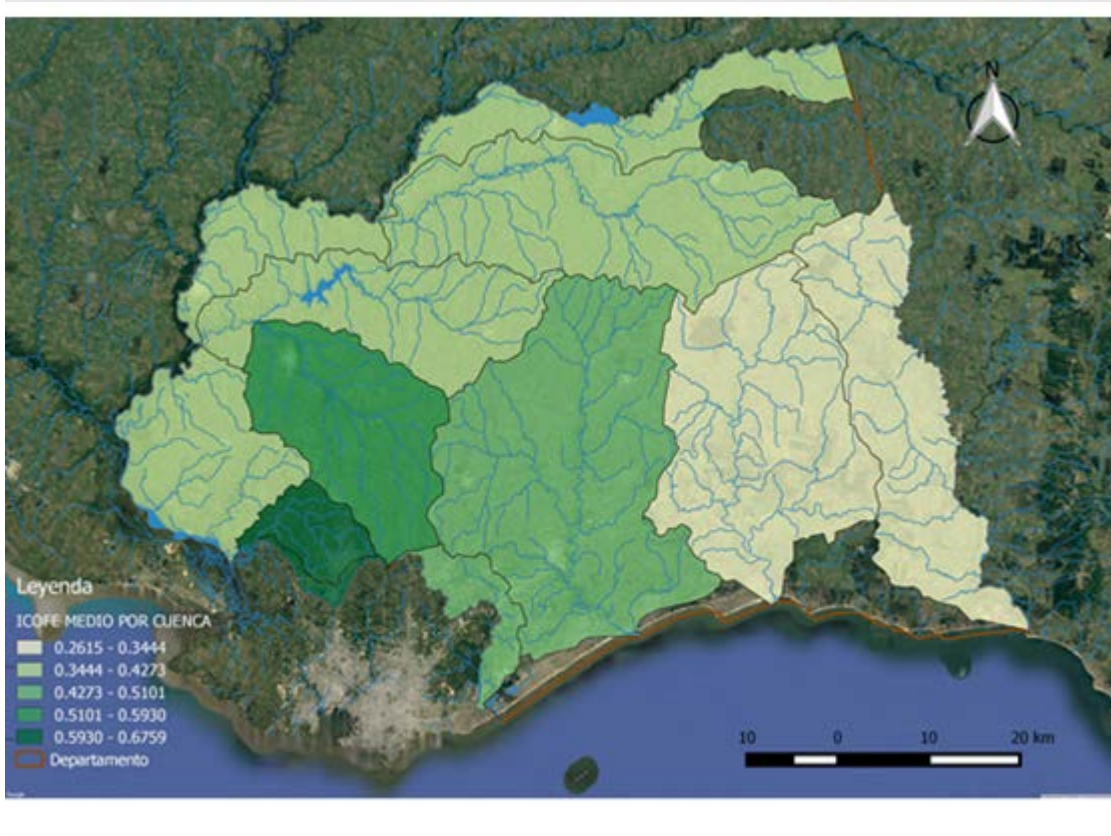 N
Leyenda
ICOFE MEDIO POR CUENCA
0.2615 - 0.3444
0.3444 - 0.4273
0.4273 - 0.5101
0.5101 - 0.5930
0.5930 - 0.6759
Departamento
10 0 10 20 km